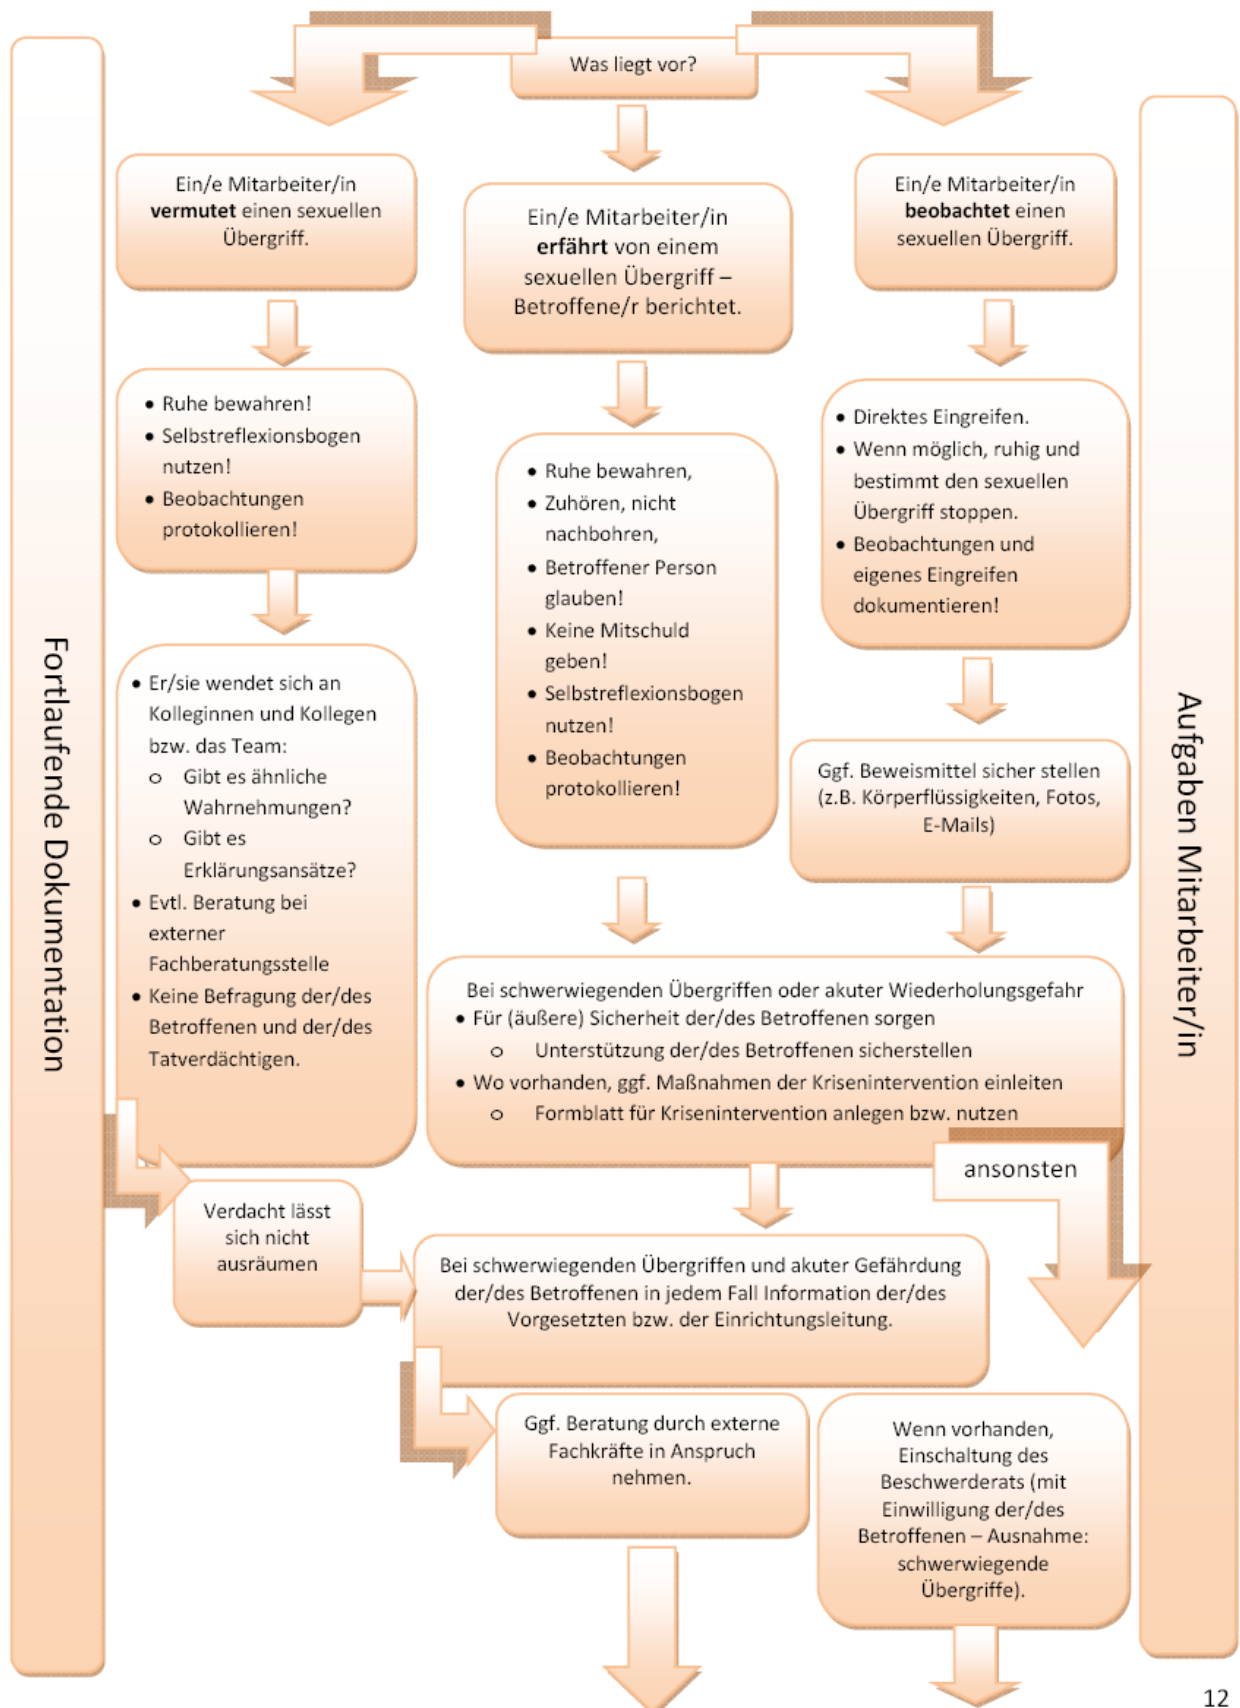 Was liegt vor?
Ein/e Mitarbeiter/in
vermutet einen sexuellen
Übergriff.
Ein/e Mitarbeiter/in
erfährt von einem
sexuellen Übergriff –
Betroffene/r berichtet.
Ein/e Mitarbeiter/in
beobachtet einen
sexuellen Übergriff.
• Ruhe bewahren!
• Selbstreflexionsbogen
nutzen!
• Beobachtungen
protokollieren!
• Ruhe bewahren,
• Zuhören, nicht
nachbohren,
• Betroffener Person
glauben!
• Keine Mitschuld
geben!
• Selbstreflexionsbogen
nutzen!
• Beobachtungen
protokollieren!
• Direktes Eingreifen.
• Wenn möglich, ruhig und
bestimmt den sexuellen
Übergriff stoppen.
• Beobachtungen und
eigenes Eingreifen
dokumentieren!
• Er/sie wendet sich an
Kolleginnen und Kollegen
bzw. das Team:
o Gibt es ähnliche
Wahrnehmungen?
o Gibt es
Erklärungsansätze?
• Evtl. Beratung bei
externer
Fachberatungsstelle
• Keine Befragung der/des
Betroffenen und der/des
Tatverdächtigen.
Ggf. Beweismittel sicher stellen
(z.B. Körperflüssigkeiten, Fotos,
E-Mails)
Bei schwerwiegenden Übergriffen oder akuter Wiederholungsgefahr
• Für (äußere) Sicherheit der/des Betroffenen sorgen
o Unterstützung der/des Betroffenen sicherstellen
• Wo vorhanden, ggf. Maßnahmen der Krisenintervention einleiten
o Formblatt für Krisenintervention anlegen bzw. nutzen
ansonsten
Verdacht lässt
sich nicht
ausräumen
Bei schwerwiegenden Übergriffen und akuter Gefährdung
der/des Betroffenen in jedem Fall Information der/des
Vorgesetzten bzw. der Einrichtungsleitung.
Ggf. Beratung durch externe
Fachkräfte in Anspruch
nehmen.
Wenn vorhanden,
Einschaltung des
Beschwerderats (mit
Einwilligung der/des
Betroffenen – Ausnahme:
schwerwiegende
Übergriffe).
Fortlaufende Dokumentation
Aufgaben Mitarbeiter/in
12